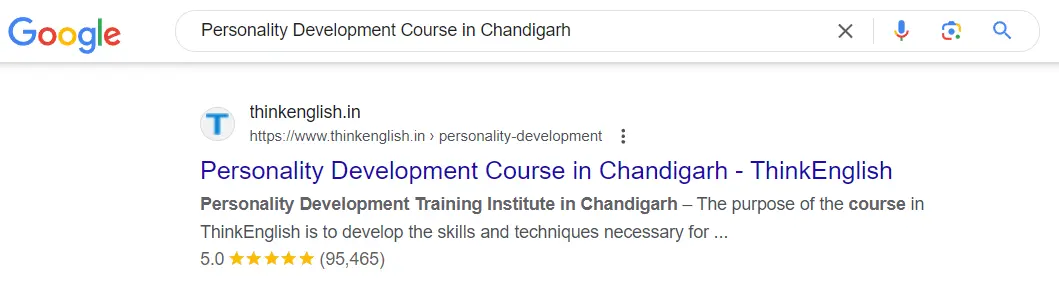 Google
Personality Development Course in Chandigarh
T
thinkenglish.in
https://www.thinkenglish.in › personality-development
Personality Development Course in Chandigarh - ThinkEnglish
Personality Development Training Institute in Chandigarh – The purpose of the course in
ThinkEnglish is to develop the skills and techniques necessary for ...
5.0 ★★★★★ (95,465)